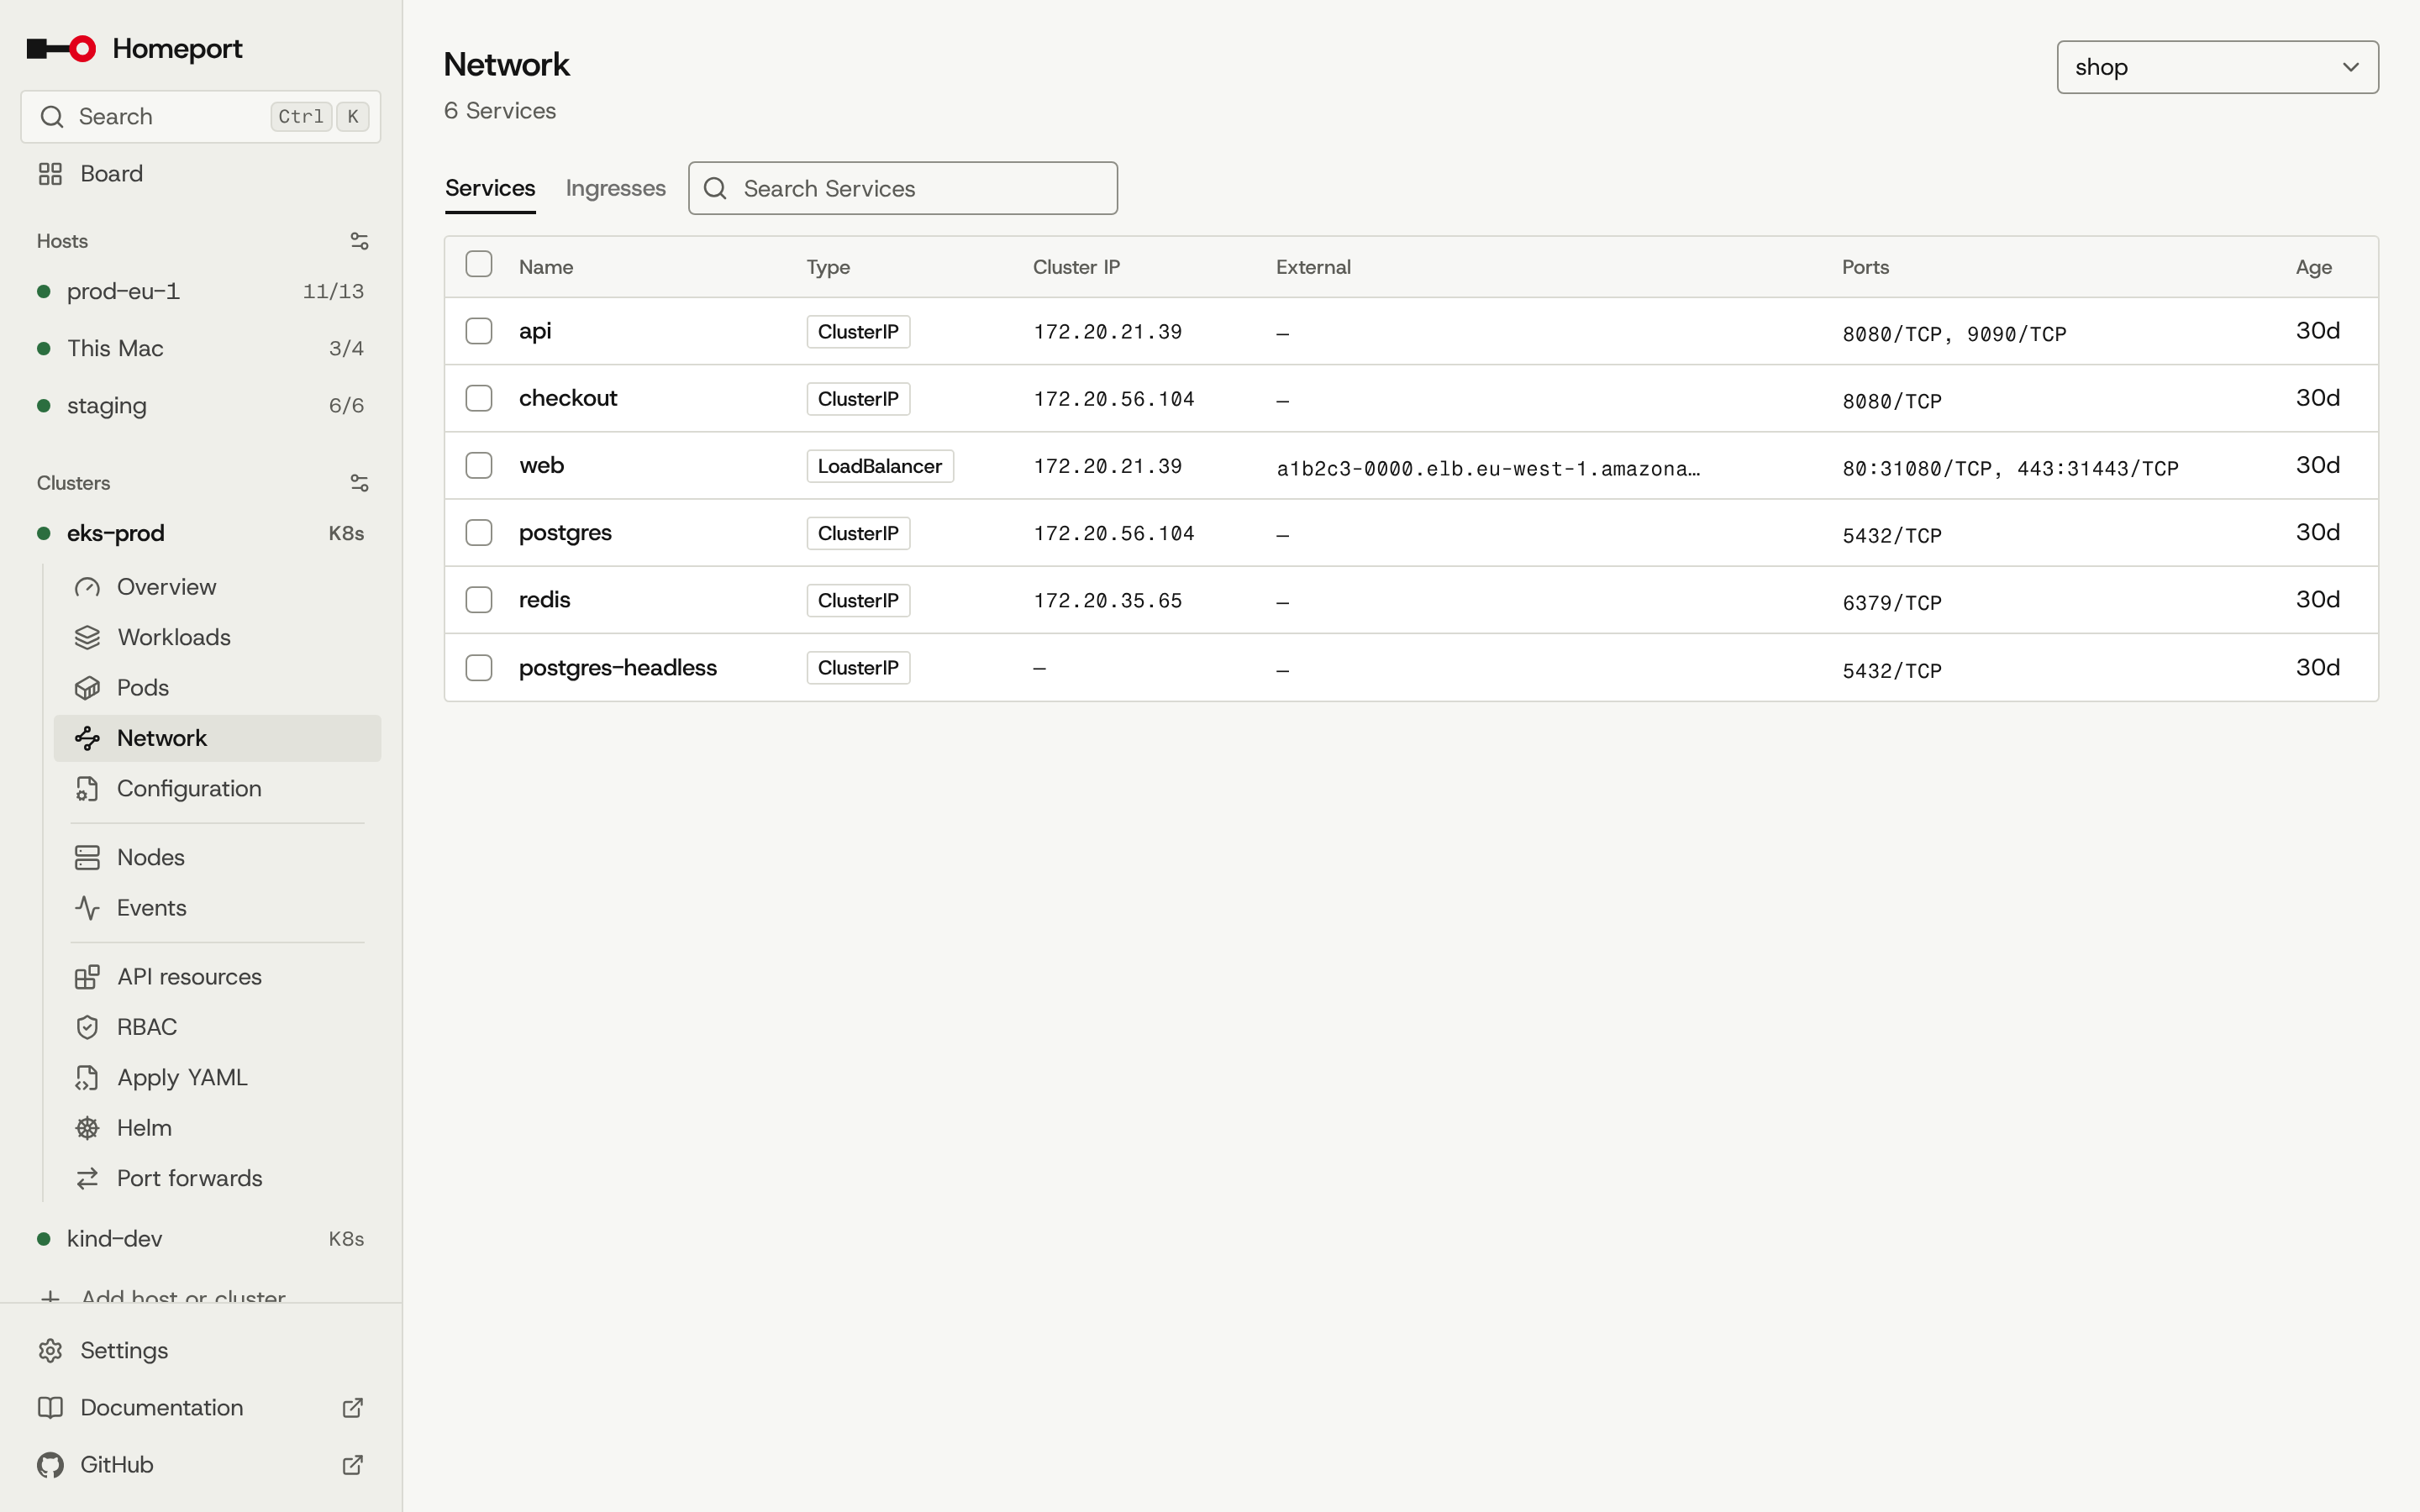 Homeport
Search Ctrl K
Board
Hosts
prod-eu-1 11/13
This Mac 3/4
staging 6/6
Clusters
eks-prod K8s
Overview
Workloads
Pods
Network
Configuration
Nodes
Events
API resources
RBAC
Apply YAML
Helm
Port forwards
kind-dev K8s
Add host or cluster
Settings
Documentation
GitHub
Network
6 Services
shop
Services Ingresses Search Services
Name Type Cluster IP External Ports Age
api ClusterIP 172.20.21.39 – 8080/TCP, 9090/TCP 30d
checkout ClusterIP 172.20.56.104 – 8080/TCP 30d
web LoadBalancer 172.20.21.39 a1b2c3-0000.elb.eu-west-1.amazona… 80:31080/TCP, 443:31443/TCP 30d
postgres ClusterIP 172.20.56.104 – 5432/TCP 30d
redis ClusterIP 172.20.35.65 – 6379/TCP 30d
postgres-headless ClusterIP – – 5432/TCP 30d